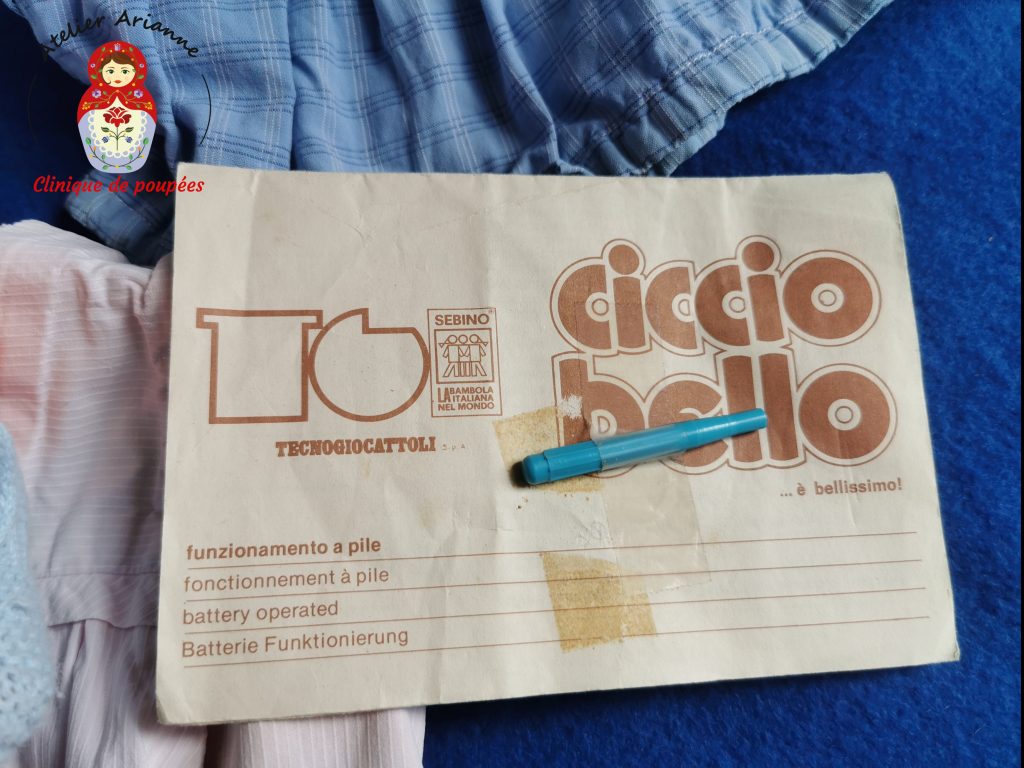 Atelier Arianne
Clinique de poupées
ciccio
bello
SEBINO®
LA BAMBOLA
ITALIANA
NEL MONDO
TECNOGIOCATTOLI S.p.A.
... è bellissimo!
funzionamento a pile
fonctionnement à pile
battery operated
Batterie Funktionierung